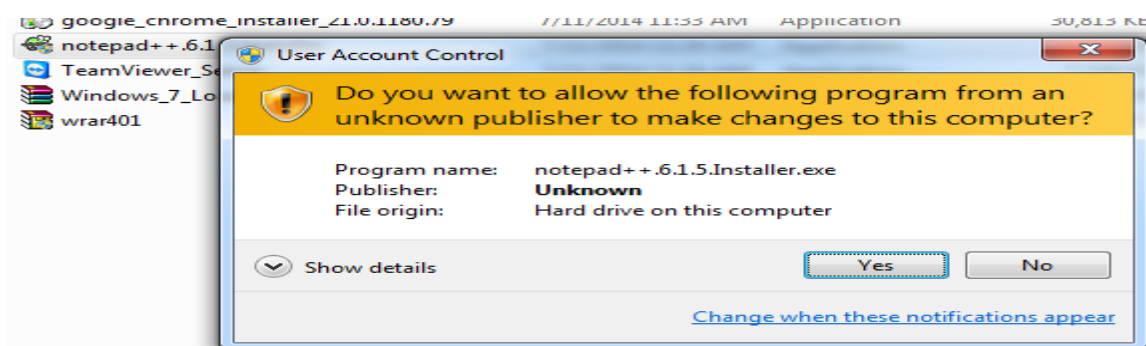 google_chrome_installer_21.0.1180.79 7/11/2014 11:33 AM Application 30,813 KB
notepad++.6.1
TeamViewer_Se
Windows_7_Lo
wrar401
User Account Control
Do you want to allow the following program from an
unknown publisher to make changes to this computer?
Program name: notepad++.6.1.5.Installer.exe
Publisher: Unknown
File origin: Hard drive on this computer
Show details
Yes
No
Change when these notifications appear